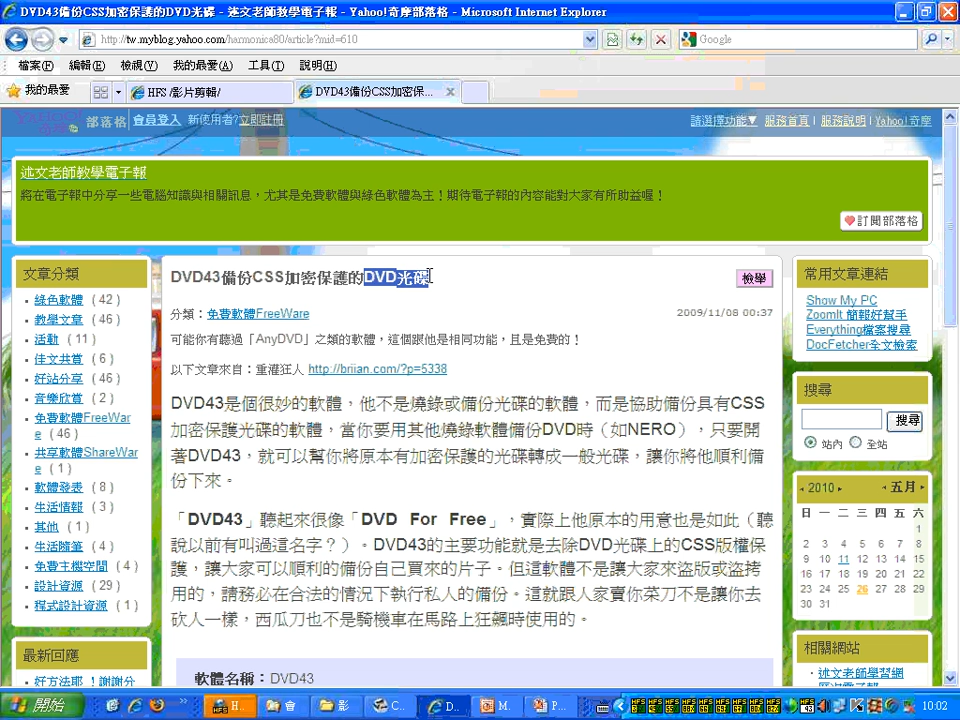 DVD43備份CSS加密保護的DVD光碟 - 述文老師教學電子報 - Yahoo!奇摩部落格 - Microsoft Internet Explorer
http://tw.myblog.yahoo.com/harmonica80/article?mid=610
Google
檔案(F) 編輯(E) 檢視(V) 我的最愛(A) 工具(T) 說明(H)
我的最愛
HFS /影片剪輯/
DVD43備份CSS加密保...
部落格 會員登入 新使用者?立即註冊
請選擇功能▼ 服務首頁 | 服務說明 | Yahoo!奇摩
述文老師教學電子報
將在電子報中分享一些電腦知識與相關訊息，尤其是免費軟體與綠色軟體為主！期待電子報的內容能對大家有所助益喔！
訂閱部落格
文章分類
綠色軟體 ( 42 )
教學文章 ( 46 )
活動 ( 11 )
佳文共賞 ( 6 )
好站分享 ( 46 )
音樂欣賞 ( 2 )
免費軟體FreeWar
e ( 46 )
共享軟體ShareWar
e ( 1 )
軟體發表 ( 8 )
生活情報 ( 3 )
其他 ( 1 )
生活隨筆 ( 4 )
免費主機空間 ( 4 )
設計資源 ( 29 )
程式設計資源 ( 1 )
最新回應
好方法耶 ! 謝謝分
DVD43備份CSS加密保護的DVD光碟
檢舉
分類：免費軟體FreeWare
2009/11/08 00:37
可能你有聽過「AnyDVD」之類的軟體，這個跟他是相同功能，且是免費的！
以下文章來自：重灌狂人 http://briian.com/?p=5338
DVD43是個很妙的軟體，他不是燒錄或備份光碟的軟體，而是協助備份具有CSS
加密保護光碟的軟體，當你要用其他燒錄軟體備份DVD時（如NERO），只要開
著DVD43，就可以幫你將原本有加密保護的光碟轉成一般光碟，讓你將他順利備
份下來。
「DVD43」聽起來很像「DVD For Free」，實際上他原本的用意也是如此（聽
說以前有叫過這名字？）。DVD43的主要功能就是去除DVD光碟上的CSS版權保
護，讓大家可以順利的備份自己買來的片子。但這軟體不是讓大家來盜版或盜拷
用的，請務必在合法的情況下執行私人的備份。這就跟人家賣你菜刀不是讓你去
砍人一樣，西瓜刀也不是騎機車在馬路上狂飆時使用的。
軟體名稱：DVD43
常用文章連結
Show My PC
ZoomIt 簡報好幫手
Everything檔案搜尋
DocFetcher全文檢索
搜尋
搜尋
站內 全站
2010 五月
日 一 二 三 四 五 六
1
2 3 4 5 6 7 8
9 10 11 12 13 14 15
16 17 18 19 20 21 22
23 24 25 26 27 28 29
30 31
相關網站
述文老師學習網
開始
H...
會
影
C...
D...
M...
P...
10:02